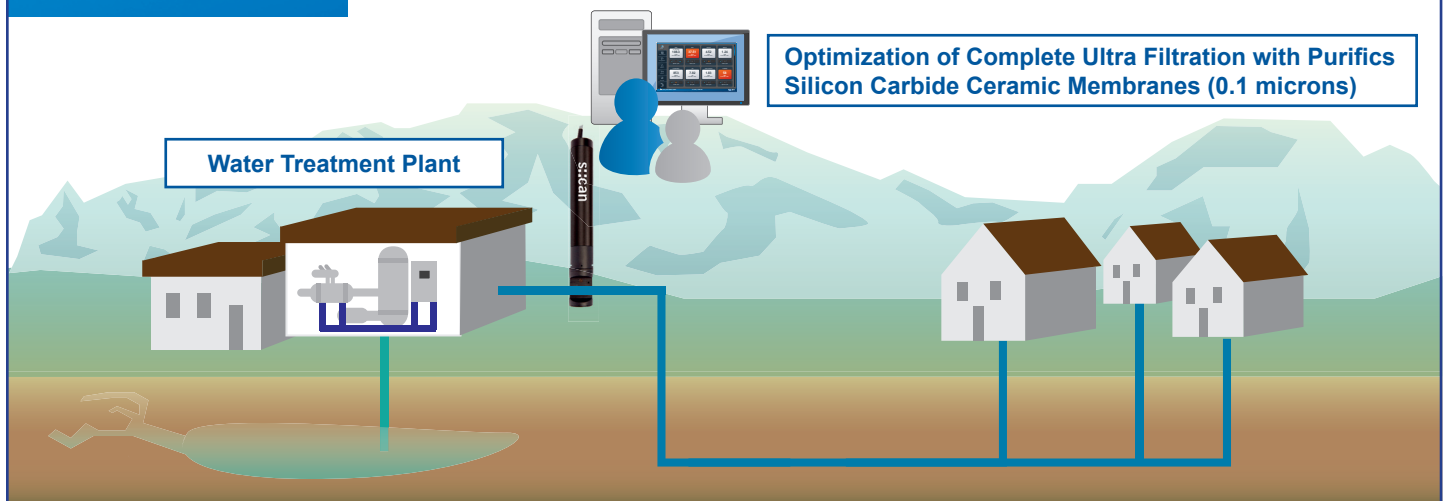 Optimization of Complete Ultra Filtration with Purifics
Silicon Carbide Ceramic Membranes (0.1 microns)
Water Treatment Plant
s::can